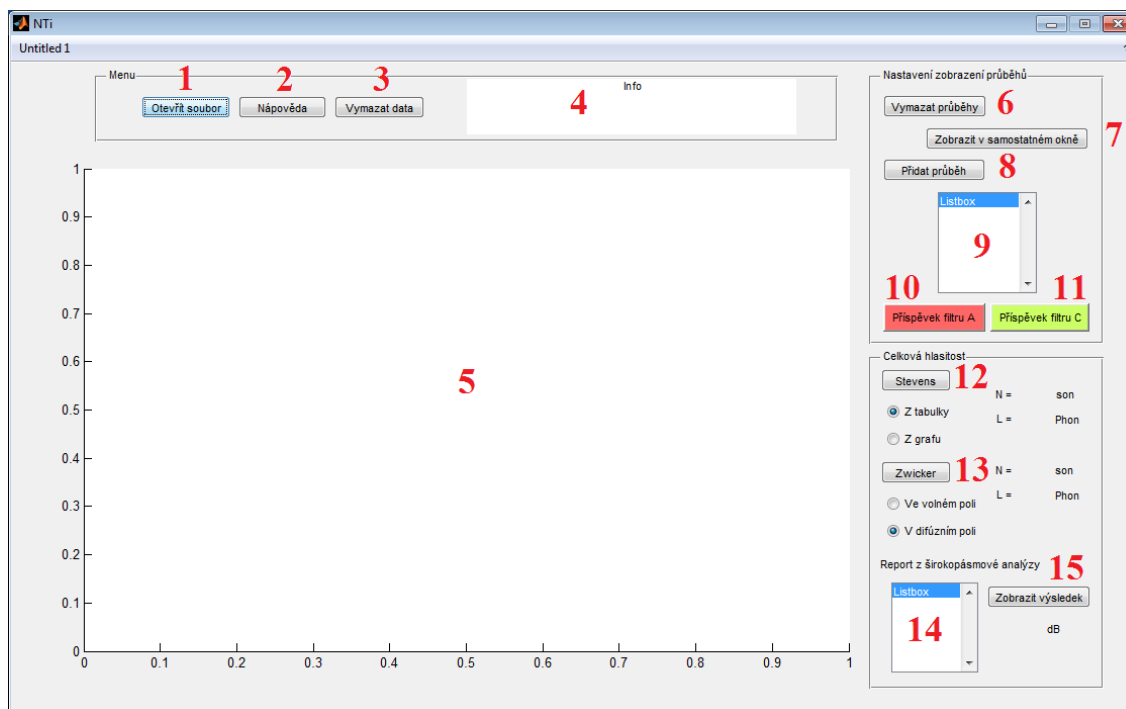 NTi
Untitled 1
Menu
1
2
3
Otevřít soubor
Nápověda
Vymazat data
4
Info
5
1
0.9
0.8
0.7
0.6
0.5
0.4
0.3
0.2
0.1
0
0 0.1 0.2 0.3 0.4 0.5 0.6 0.7 0.8 0.9 1
Nastavení zobrazení průběhů
Vymazat průběhy 6
Zobrazit v samostatném okně 7
Přidat průběh 8
Listbox
9
10 11
Příspěvek filtru A Příspěvek filtru C
Celková hlasitost
Stevens 12
N = son
Z tabulky
L = Phon
Z grafu
Zwicker 13 N = son
L = Phon
Ve volném poli
V difúzním poli
Report z širokopásmové analýzy
15
Listbox
Zobrazit výsledek
14
dB